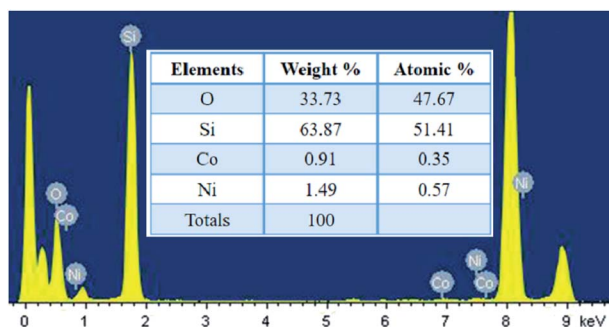 Si
Elements Weight % Atomic %
O 33.73 47.67
Si 63.87 51.41
Co 0.91 0.35
Ni 1.49 0.57
Totals 100
O
Co
Ni
Ni
Ni
Co
Co
0 1 2 3 4 5 6 7 8 9 keV